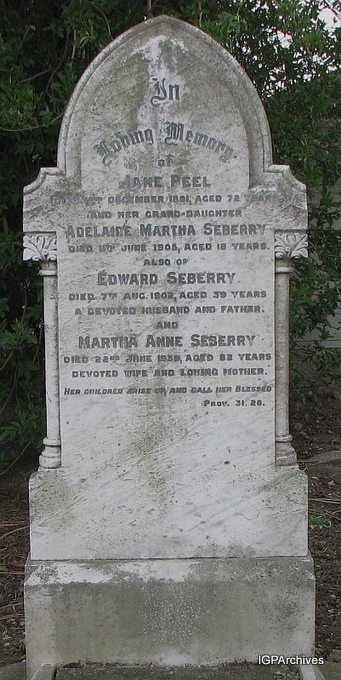 In
Loving Memory
of
JANE PEEL
DECEMBER 1891, AGED 72 YEARS
AND HER GRAND-DAUGHTER
ADELAIDE MARTHA SEBERRY
DIED JUNE 1905, AGED 18 YEARS.
ALSO OF
EDWARD SEBERRY
DIED 7TH AUG. 1902, AGED 39 YEARS
A DEVOTED HUSBAND AND FATHER.
AND
MARTHA ANNE SEBERRY
DIED 22ND JUNE 1939, AGED 82 YEARS
DEVOTED WIFE AND LOVING MOTHER.
HER CHILDREN ARISE UP, AND CALL HER BLESSED
PROV. 31. 28.
IGPArchives